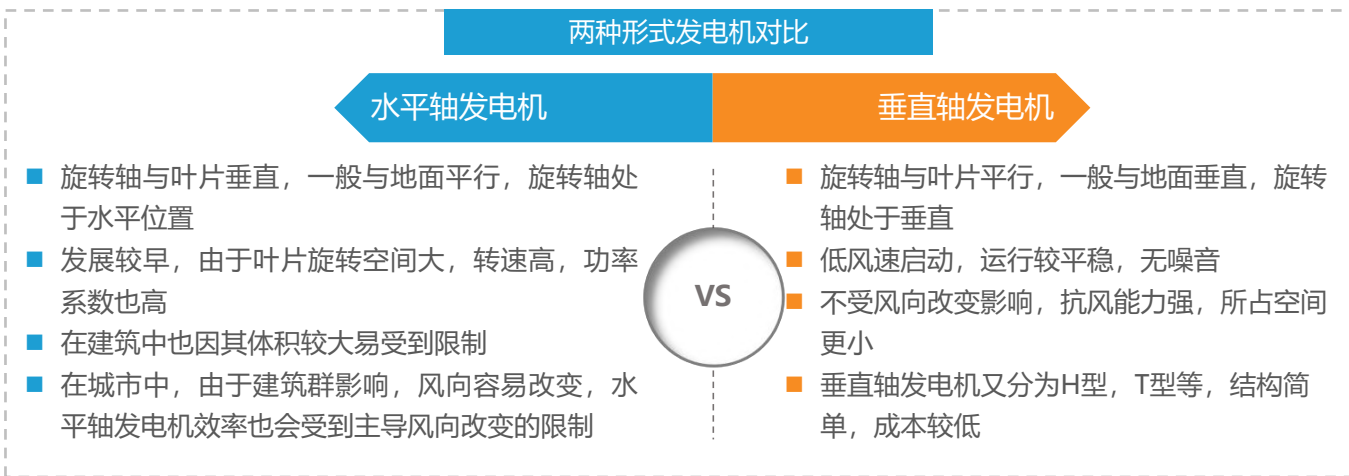 两种形式发电机对比
水平轴发电机
垂直轴发电机
旋转轴与叶片垂直，一般与地面平行，旋转轴处
于水平位置
发展较早，由于叶片旋转空间大，转速高，功率
系数也高
在建筑中也因其体积较大易受到限制
在城市中，由于建筑群影响，风向容易改变，水
平轴发电机效率也会受到主导风向改变的限制
VS
旋转轴与叶片平行，一般与地面垂直，旋转
轴处于垂直
低风速启动，运行较平稳，无噪音
不受风向改变影响，抗风能力强，所占空间
更小
垂直轴发电机又分为H型，T型等，结构简
单，成本较低